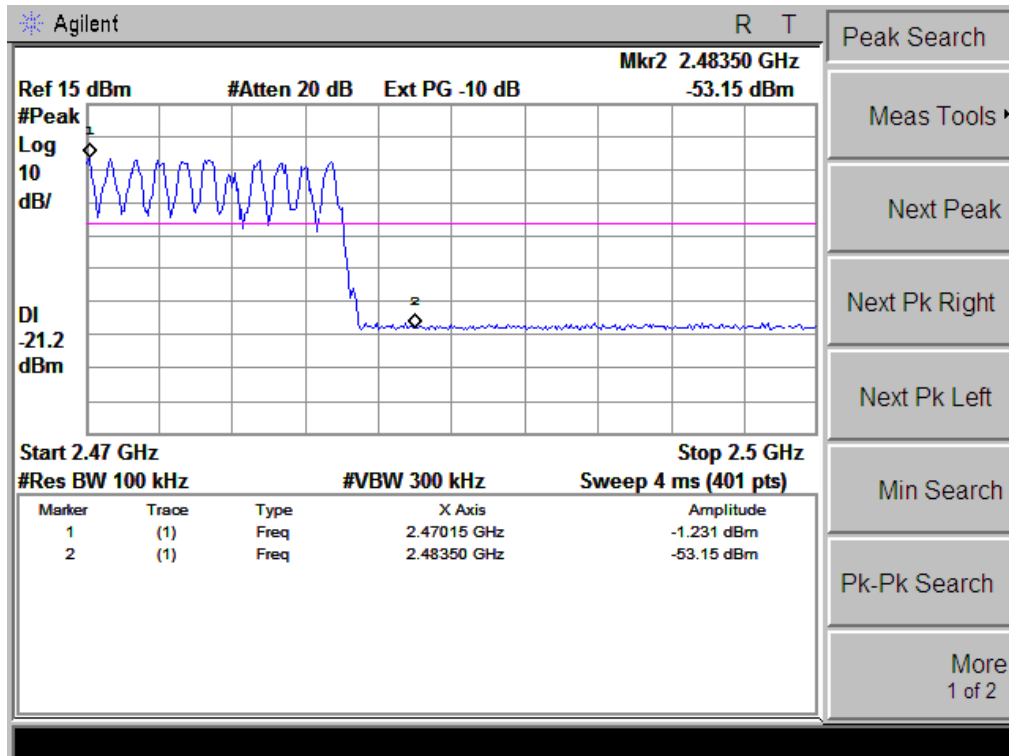 Agilent R T
Peak Search
Mkr2 2.48350 GHz
Ref 15 dBm #Atten 20 dB Ext PG -10 dB -53.15 dBm
#Peak
Log
10
dB/
1
2
DI
-21.2
dBm
Start 2.47 GHz Stop 2.5 GHz
#Res BW 100 kHz #VBW 300 kHz Sweep 4 ms (401 pts)
Marker Trace Type X Axis Amplitude
1 (1) Freq 2.47015 GHz -1.231 dBm
2 (1) Freq 2.48350 GHz -53.15 dBm
Meas Tools
Next Peak
Next Pk Right
Next Pk Left
Min Search
Pk-Pk Search
More
1 of 2